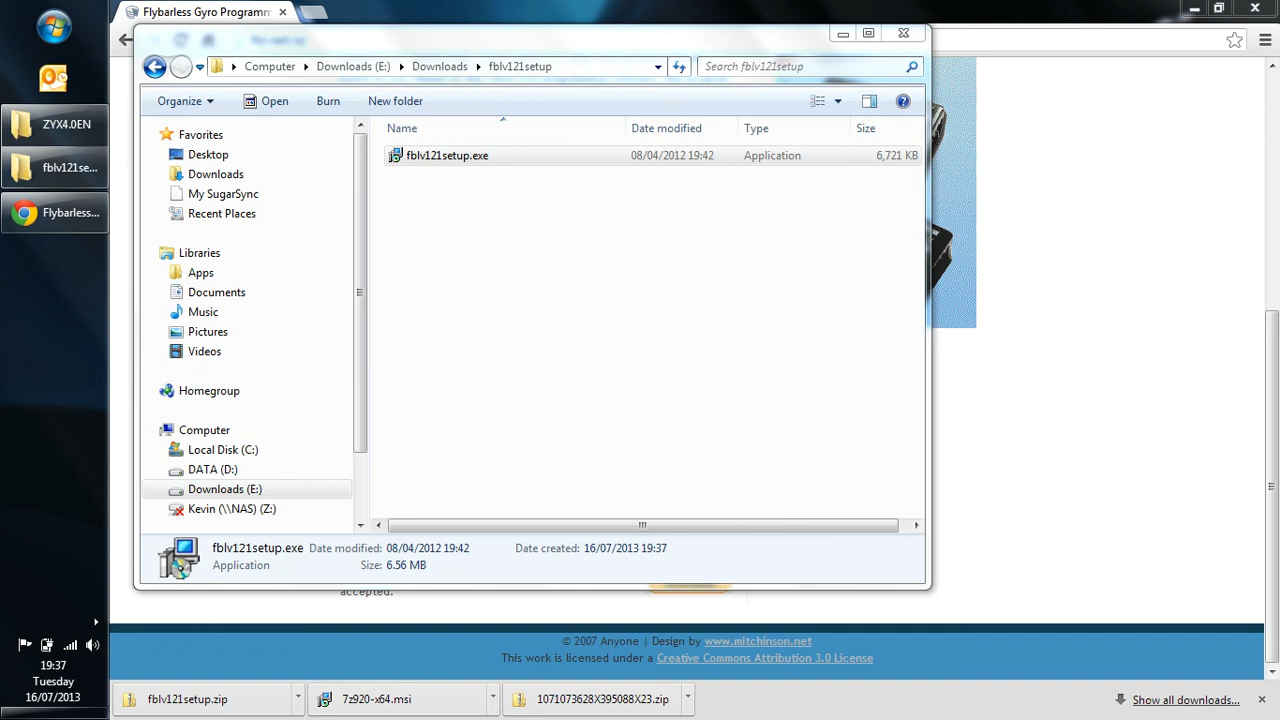 Flybarless Gyro Programm
Computer
Downloads (E:)
Downloads
fblv121setup
Search fblv121setup
Organize
Open
Burn
New folder
Name
Date modified
Type
Size
fblv121setup.exe
08/04/2012 19:42
Application
6,721 KB
Favorites
Desktop
Downloads
My SugarSync
Recent Places
Libraries
Apps
Documents
Music
Pictures
Videos
Homegroup
Computer
Local Disk (C:)
DATA (D:)
Downloads (E:)
Kevin (\\NAS) (Z:)
fblv121setup.exe
Date modified: 08/04/2012 19:42
Date created: 16/07/2013 19:37
Application
Size: 6.56 MB
ZYX4.0EN
fblv121se...
Flybarless...
19:37
Tuesday
16/07/2013
accepted.
© 2007 Anyone | Design by www.mitchinson.net
This work is licensed under a Creative Commons Attribution 3.0 License
fblv121setup.zip
7z920-x64.msi
1071073628X395088X23.zip
Show all downloads...